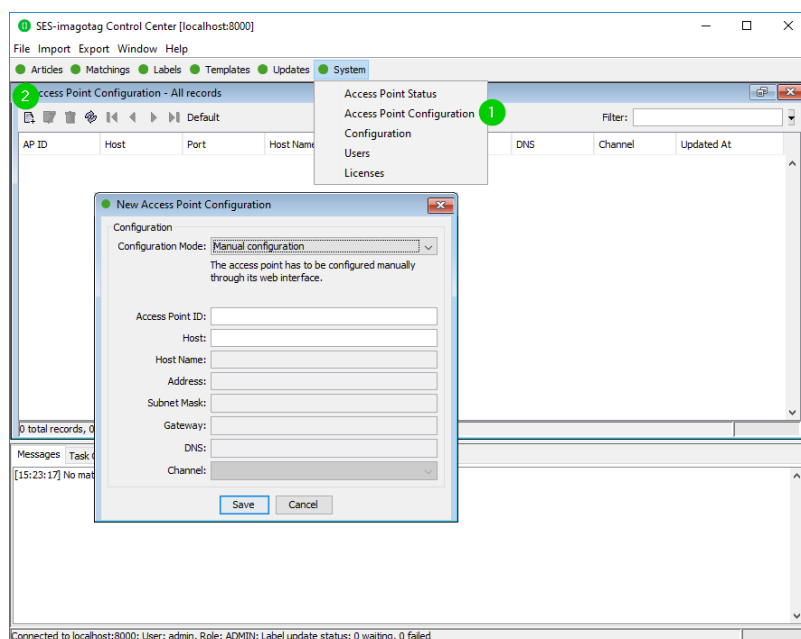 SES-imagotag Control Center [localhost:8000]
File Import Export Window Help
Articles Matchings Labels Templates Updates System
2 ccess Point Configuration - All records
Access Point Status
Access Point Configuration 1
Configuration
Users
Licenses
Default
Filter:
AP ID Host Port Host Name DNS Channel Updated At
New Access Point Configuration
Configuration
Configuration Mode: Manual configuration
The access point has to be configured manually
through its web interface.
Access Point ID:
Host:
Host Name:
Address:
Subnet Mask:
Gateway:
DNS:
Channel:
Save Cancel
0 total records, 0
Messages Task
[15:23:17] No mat
Connected to localhost:8000; User: admin, Role: ADMIN; Label update status: 0 waiting, 0 failed